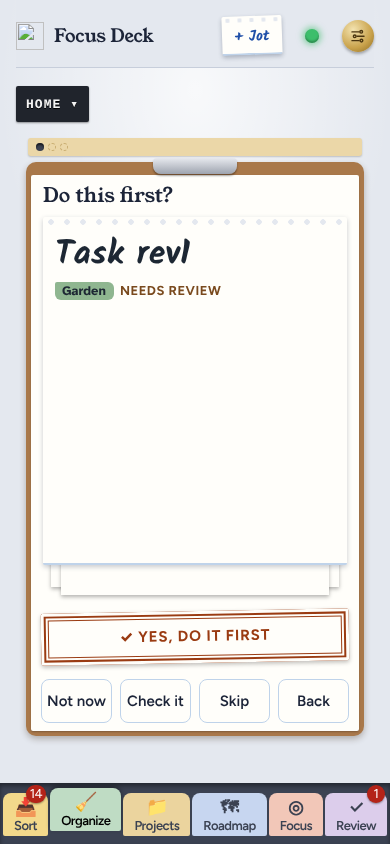 Focus Deck
+ Jot
HOME ▾
Do this first?
Task rev1
Garden NEEDS REVIEW
✓ YES, DO IT FIRST
Not now Check it Skip Back
14 1
Sort Organize Projects Roadmap Focus Review